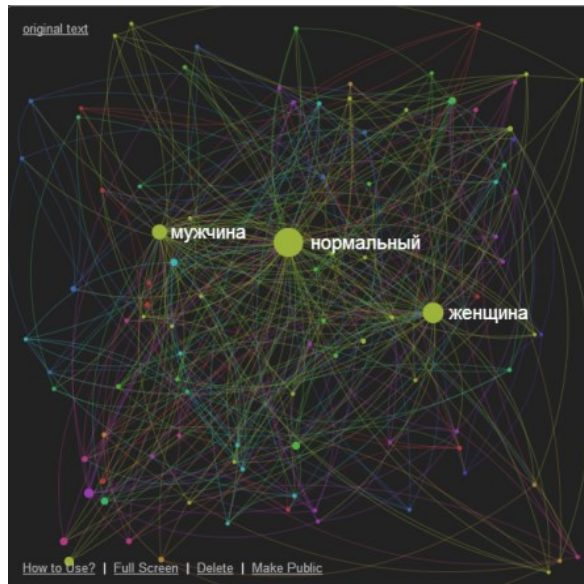 original text
мужчина
нормальный
женщина
How to Use? | Full Screen | Delete | Make Public